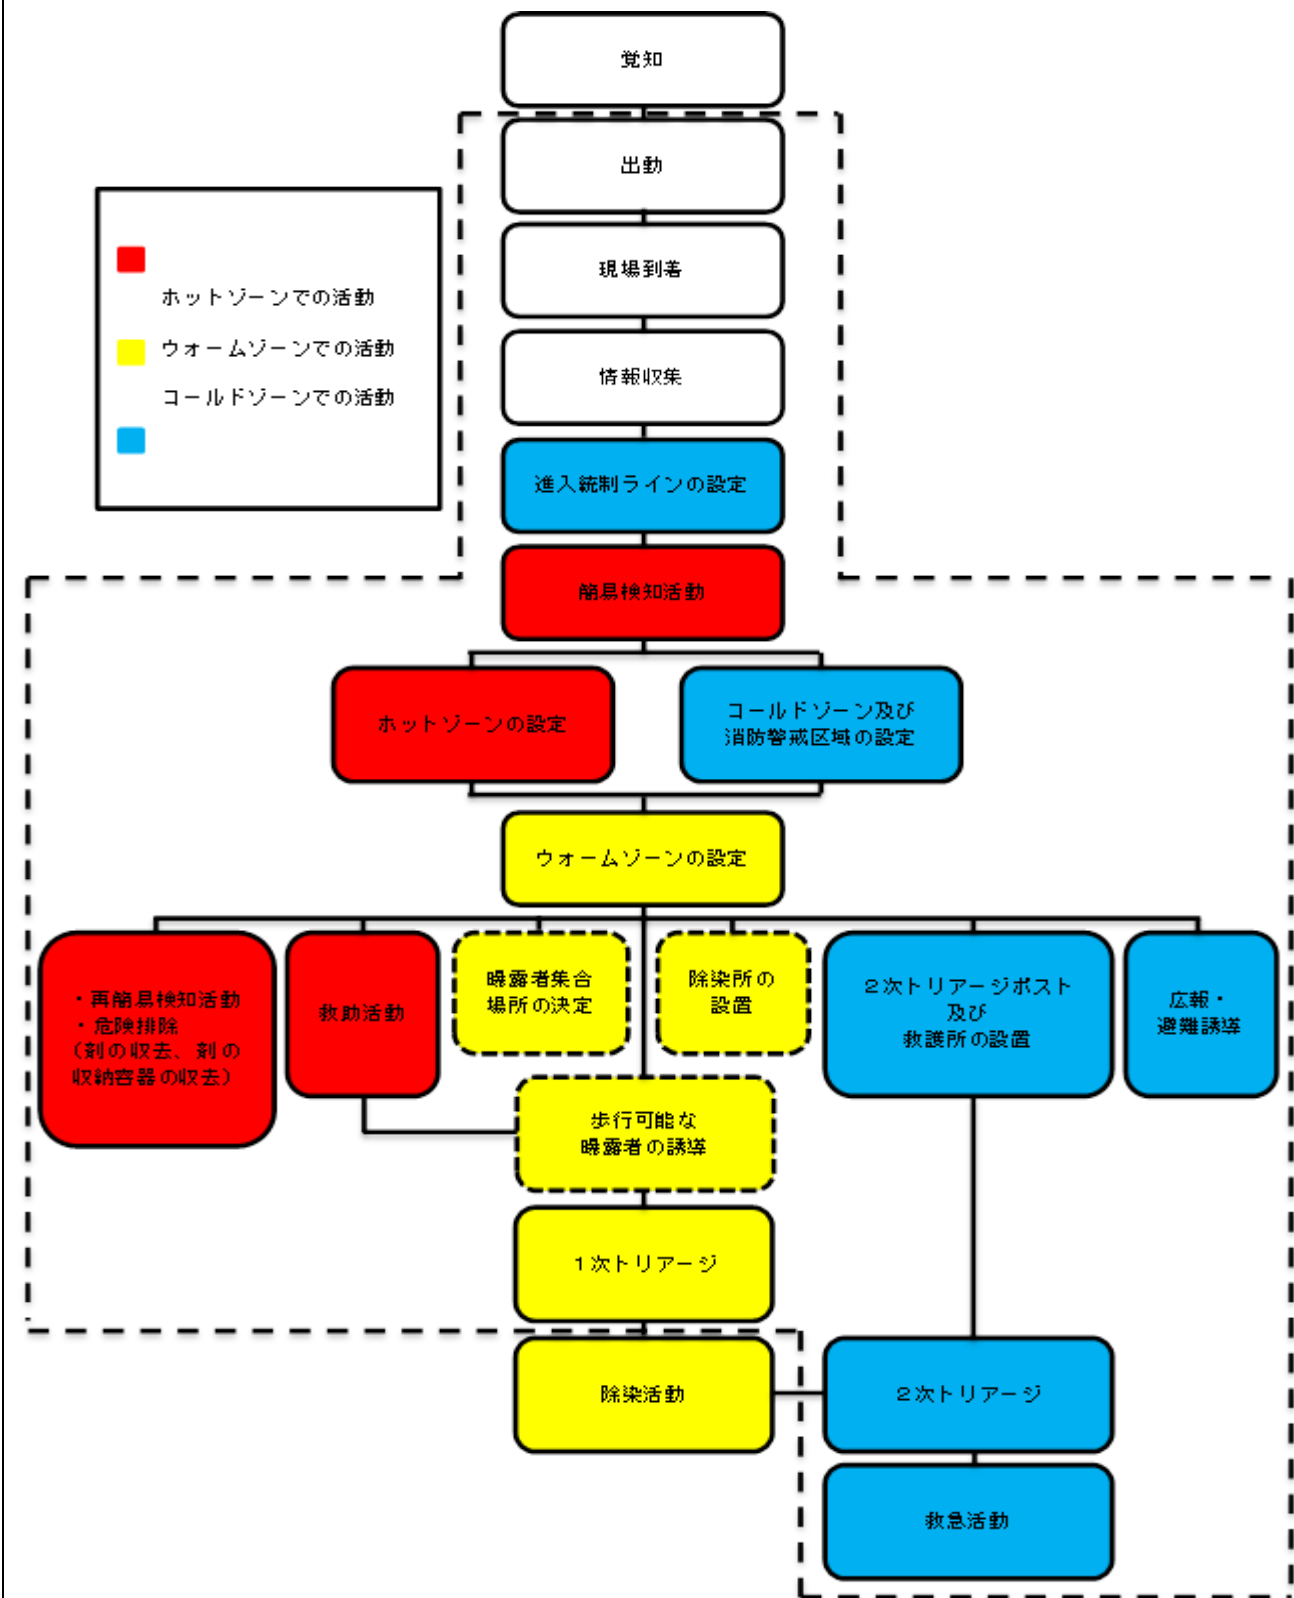 覚知
出動
現場到着
情報収集
ホットゾーンでの活動
ウォームゾーンでの活動
コールドゾーンでの活動
進入統制ラインの設定
簡易検知活動
ホットゾーンの設定
コールドゾーン及び
消防警戒区域の設定
ウォームゾーンの設定
・再簡易検知活動
・危険排除
（剤の収去、剤の
収納容器の収去）
救助活動
曝露者集合
場所の決定
除染所の
設置
２次トリアージポスト
及び
救護所の設置
広報・
避難誘導
歩行可能な
曝露者の誘導
１次トリアージ
除染活動
２次トリアージ
救急活動